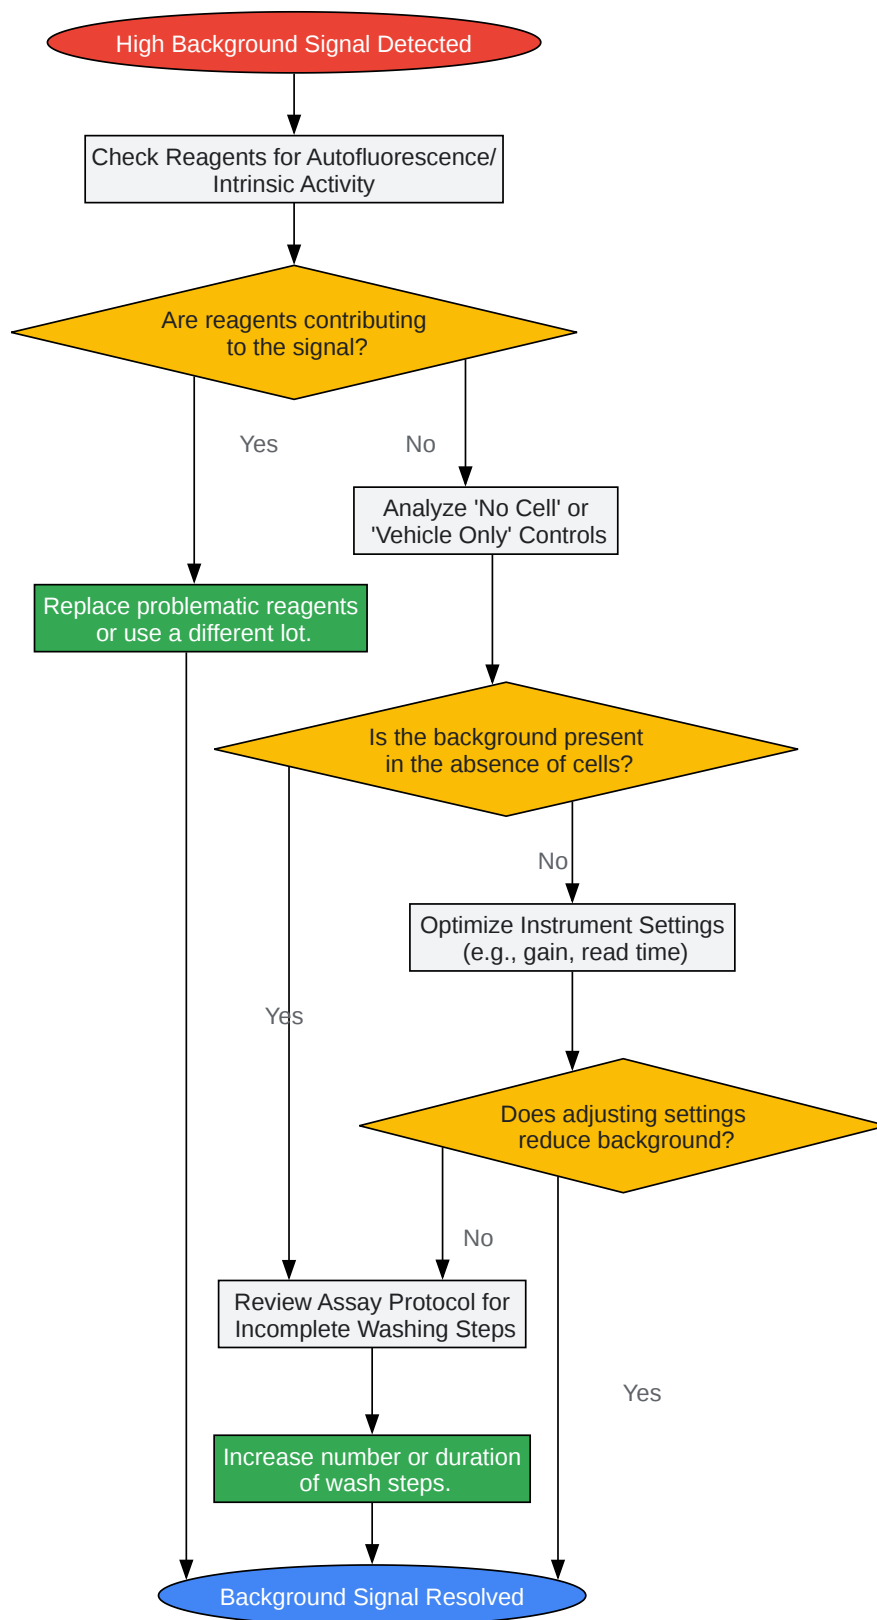 High Background Signal Detected
Check Reagents for Autofluorescence/
Intrinsic Activity
Are reagents contributing
to the signal?
Yes
No
Analyze 'No Cell' or
'Vehicle Only' Controls
Replace problematic reagents
or use a different lot.
Is the background present
in the absence of cells?
No
Optimize Instrument Settings
(e.g., gain, read time)
Yes
Does adjusting settings
reduce background?
No
Review Assay Protocol for
Incomplete Washing Steps
Yes
Increase number or duration
of wash steps.
Background Signal Resolved